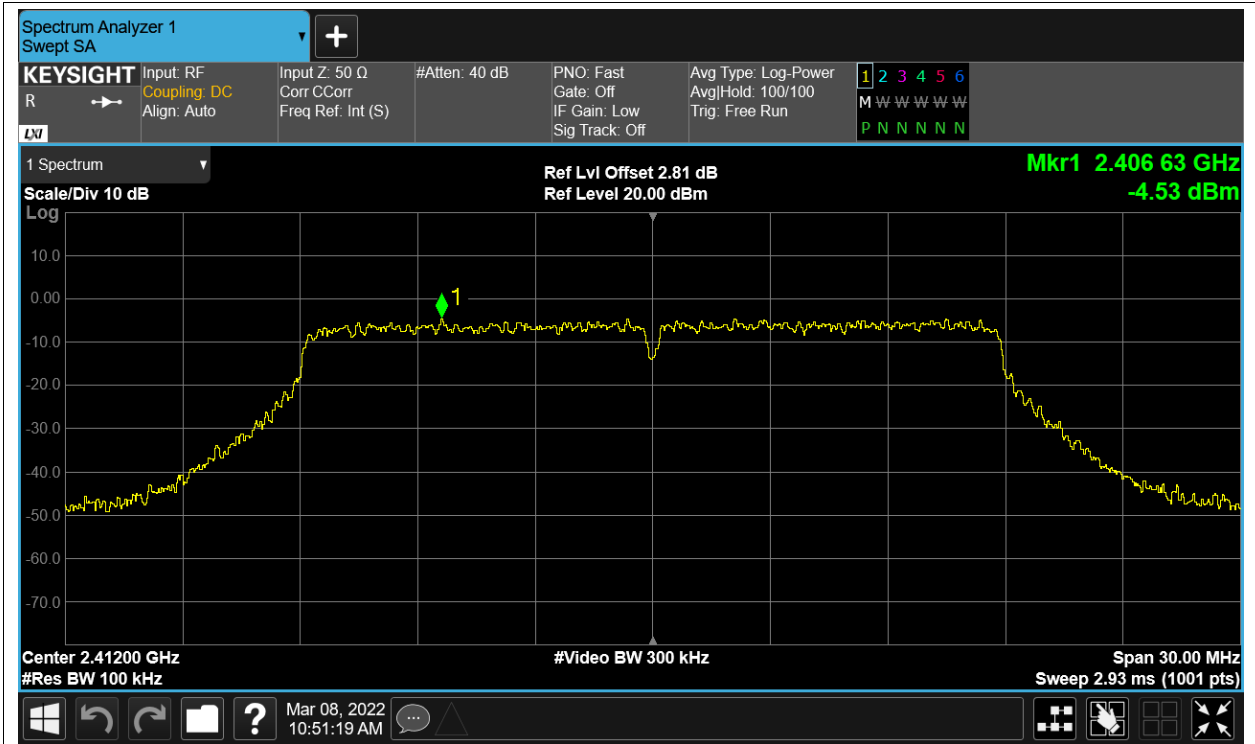 Spectrum Analyzer 1
Swept SA
KEYSIGHT Input: RF Input Z: 50 Ω #Atten: 40 dB PNO: Fast Avg Type: Log-Power 1 2 3 4 5 6
R Coupling: DC Corr CCorr Gate: Off Avg|Hold: 100/100 M W W W W W
Align: Auto Freq Ref: Int (S) IF Gain: Low Trig: Free Run
LXI Sig Track: Off P N N N N N
1 Spectrum Ref Lvl Offset 2.81 dB Mkr1 2.406 63 GHz
Scale/Div 10 dB Ref Level 20.00 dBm -4.53 dBm
Log
10.0
0.00
1
-10.0
-20.0
-30.0
-40.0
-50.0
-60.0
-70.0
Center 2.41200 GHz #Video BW 300 kHz Span 30.00 MHz
#Res BW 100 kHz Sweep 2.93 ms (1001 pts)
? Mar 08, 2022
10:51:19 AM